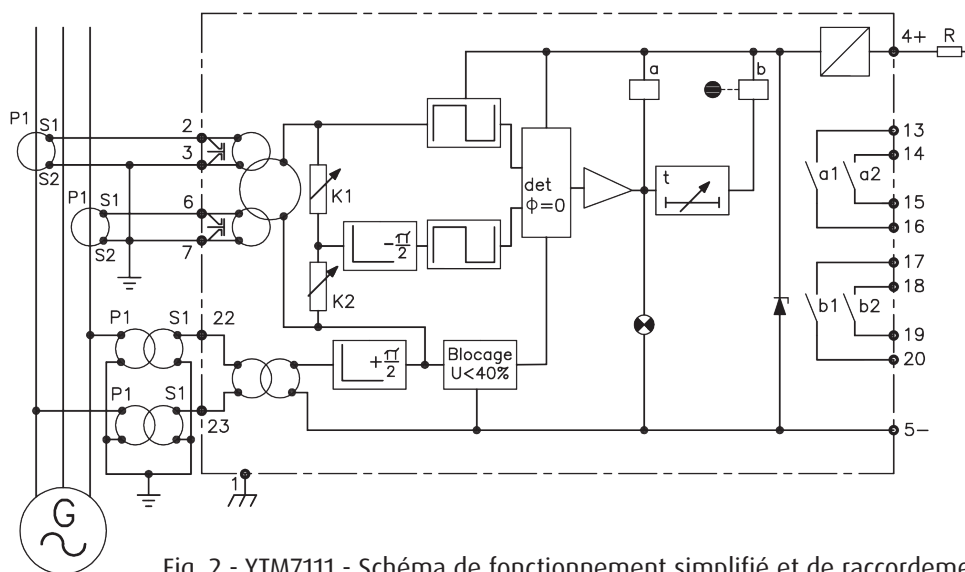 4+ R
P1 S1 2
3
S2
P1 S1 6
7
S2
K1
K2
-π/2
+π/2
det
Φ=0
a
b
t
13
14
a1 a2
15
16
17
18
b1 b2
19
20
P1 S1 22
P1 S1
23
Blocage
U<40%
5-
1
G
Fig. 2 - YTM7111 - Schéma de fonctionnement simplifié et de raccordeme